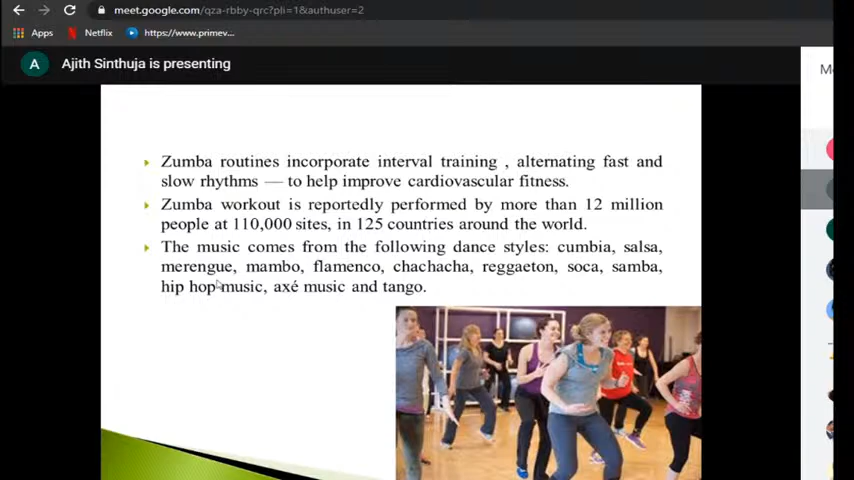 meet.google.com/qza-rbby-qrc?pli=1&authuser=2
Apps Netflix https://www.primev...
A Ajith Sinthuja is presenting
Zumba routines incorporate interval training , alternating fast and
slow rhythms — to help improve cardiovascular fitness.
Zumba workout is reportedly performed by more than 12 million
people at 110,000 sites, in 125 countries around the world.
The music comes from the following dance styles: cumbia, salsa,
merengue, mambo, flamenco, chachacha, reggaeton, soca, samba,
hip hop music, axé music and tango.